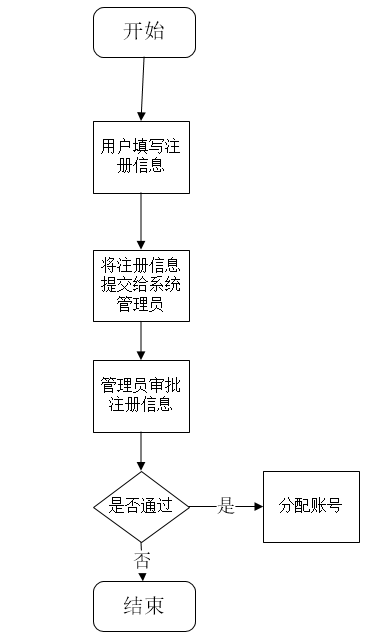 开始
用户填写注
册信息
将注册信息
提交给系统
管理员
管理员审批
注册信息
是否通过
是
分配账号
否
结束